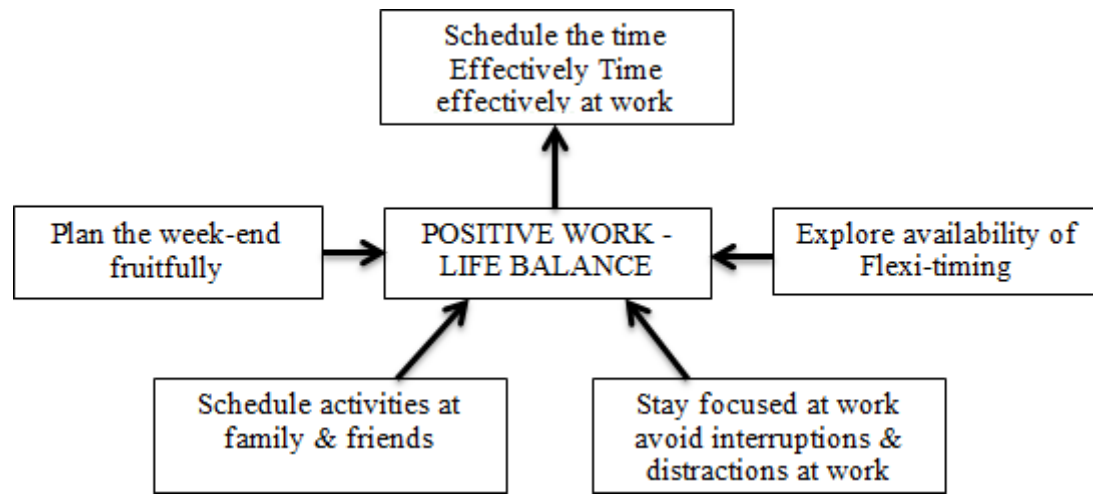 Schedule the time
Effectively Time
effectively at work
Plan the week-end
fruitfully
POSITIVE WORK -
LIFE BALANCE
Explore availability of
Flexi-timing
Schedule activities at
family & friends
Stay focused at work
avoid interruptions &
distractions at work